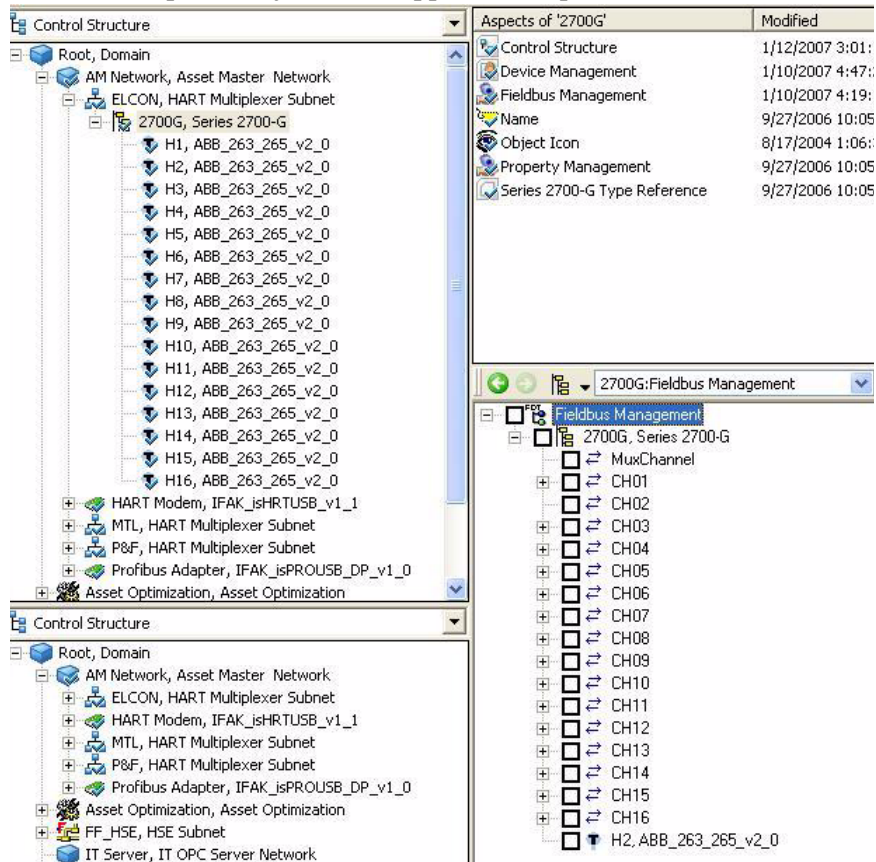 Control Structure
Root, Domain
AM Network, Asset Master Network
ELCON, HART Multiplexer Subnet
2700G, Series 2700-G
H1, ABB_263_265_v2_0
H2, ABB_263_265_v2_0
H3, ABB_263_265_v2_0
H4, ABB_263_265_v2_0
H5, ABB_263_265_v2_0
H6, ABB_263_265_v2_0
H7, ABB_263_265_v2_0
H8, ABB_263_265_v2_0
H9, ABB_263_265_v2_0
H10, ABB_263_265_v2_0
H11, ABB_263_265_v2_0
H12, ABB_263_265_v2_0
H13, ABB_263_265_v2_0
H14, ABB_263_265_v2_0
H15, ABB_263_265_v2_0
H16, ABB_263_265_v2_0
HART Modem, IFAK_isHRTUSB_v1_1
MTL, HART Multiplexer Subnet
P&F, HART Multiplexer Subnet
Profibus Adapter, IFAK_isPROUSB_DP_v1_0
Asset Optimization, Asset Optimization
Control Structure
Root, Domain
AM Network, Asset Master Network
ELCON, HART Multiplexer Subnet
HART Modem, IFAK_isHRTUSB_v1_1
MTL, HART Multiplexer Subnet
P&F, HART Multiplexer Subnet
Profibus Adapter, IFAK_isPROUSB_DP_v1_0
Asset Optimization, Asset Optimization
FF_HSE, HSE Subnet
IT Server, IT OPC Server Network
Aspects of '2700G' Modified
Control Structure 1/12/2007 3:01:
Device Management 1/10/2007 4:47:
Fieldbus Management 1/10/2007 4:19:
Name 9/27/2006 10:05
Object Icon 8/17/2004 1:06:
Property Management 9/27/2006 10:05
Series 2700-G Type Reference 9/27/2006 10:05
2700G:Fieldbus Management
FDT Fieldbus Management
2700G, Series 2700-G
MuxChannel
CH01
CH02
CH03
CH04
CH05
CH06
CH07
CH08
CH09
CH10
CH11
CH12
CH13
CH14
CH15
CH16
H2, ABB_263_265_v2_0